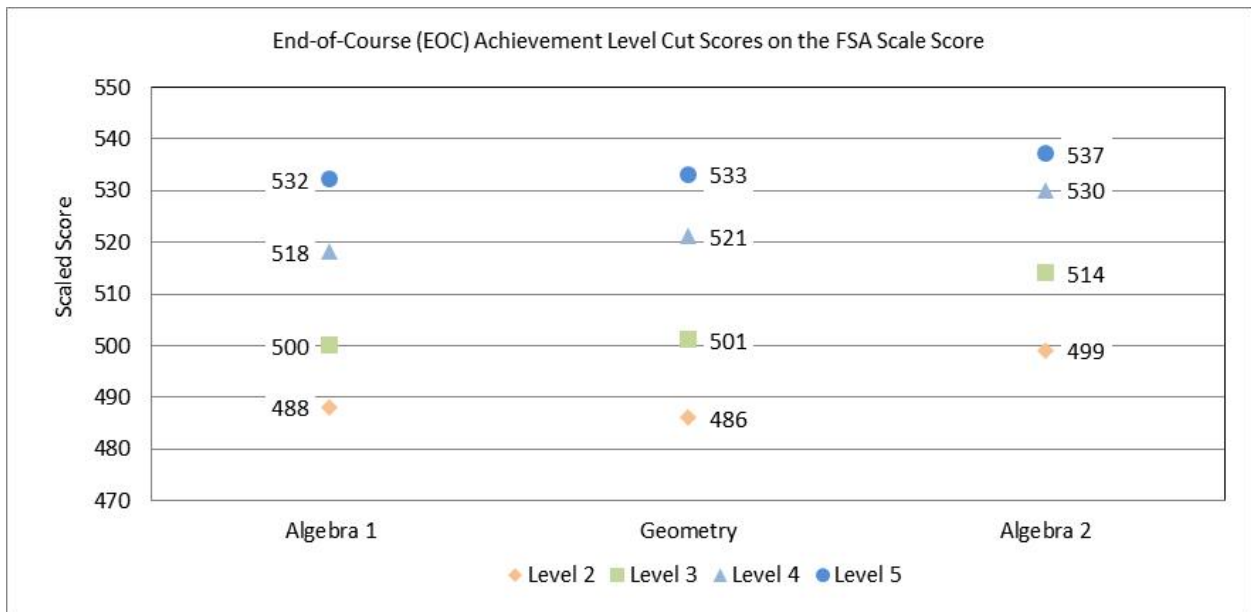 End-of-Course (EOC) Achievement Level Cut Scores on the FSA Scale Score
Scaled Score
550
540
530
520
510
500
490
480
470
532
518
500
488
533
521
501
486
537
530
514
499
Algebra 1
Geometry
Algebra 2
Level 2
Level 3
Level 4
Level 5